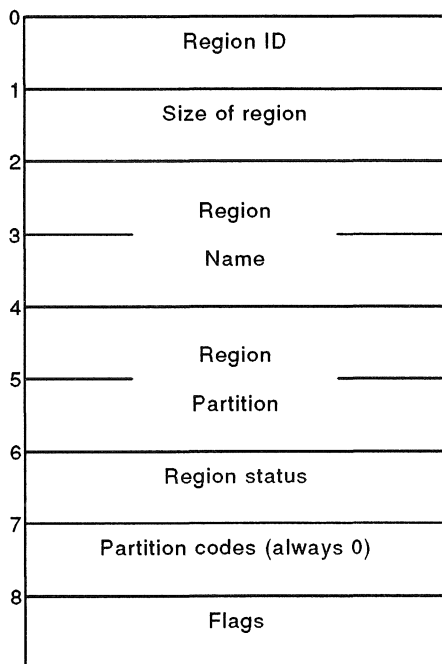 0
Region ID
1
Size of region
2
Region
3
Name
4
Region
5
Partition
6
Region status
7
Partition codes (always 0)
8
Flags